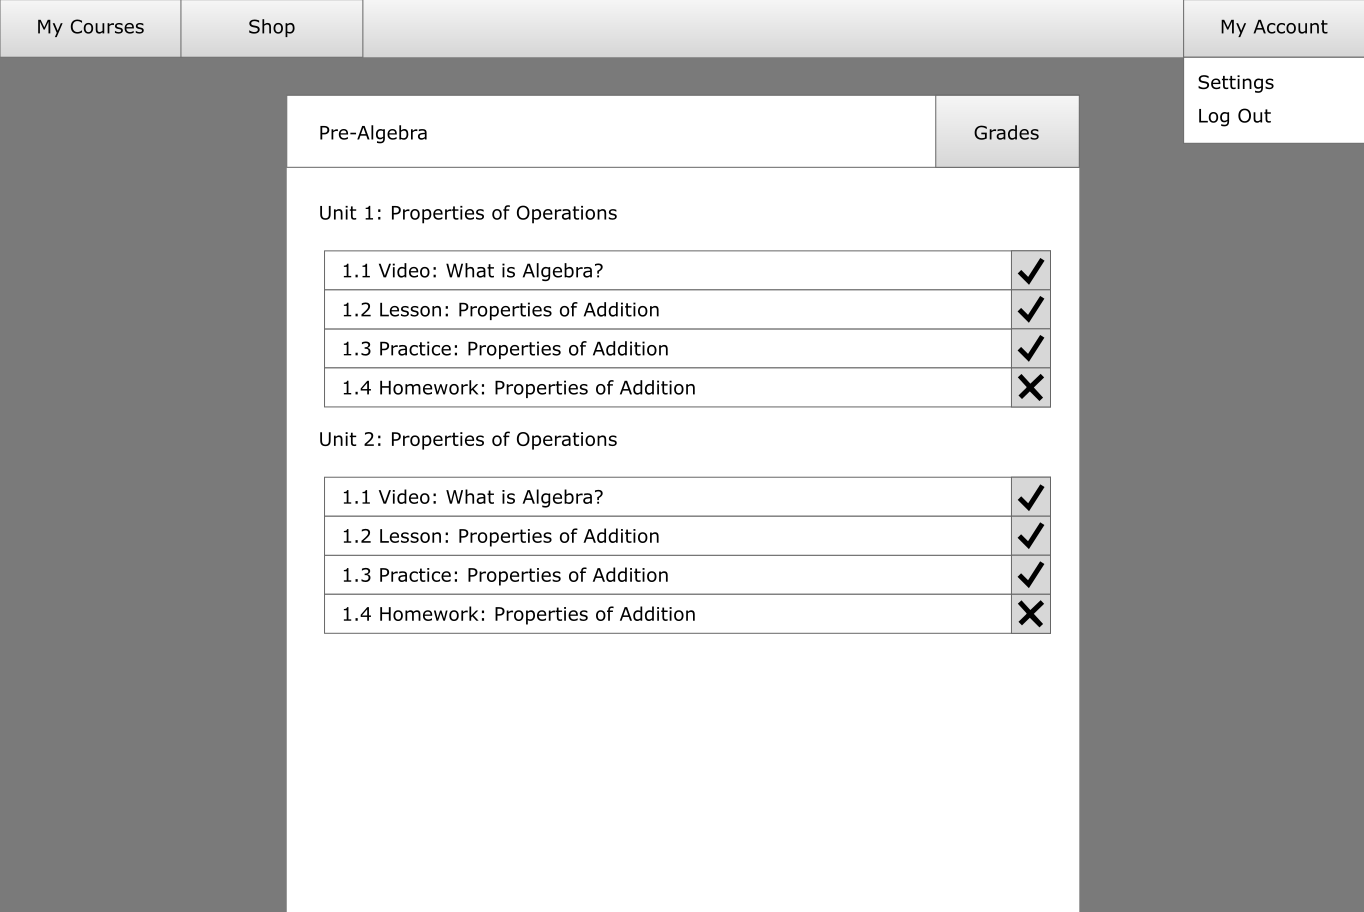 My Courses
Shop
My Account
Settings
Log Out
Pre-Algebra
Grades
Unit 1: Properties of Operations
1.1 Video: What is Algebra?
1.2 Lesson: Properties of Addition
1.3 Practice: Properties of Addition
1.4 Homework: Properties of Addition
Unit 2: Properties of Operations
1.1 Video: What is Algebra?
1.2 Lesson: Properties of Addition
1.3 Practice: Properties of Addition
1.4 Homework: Properties of Addition